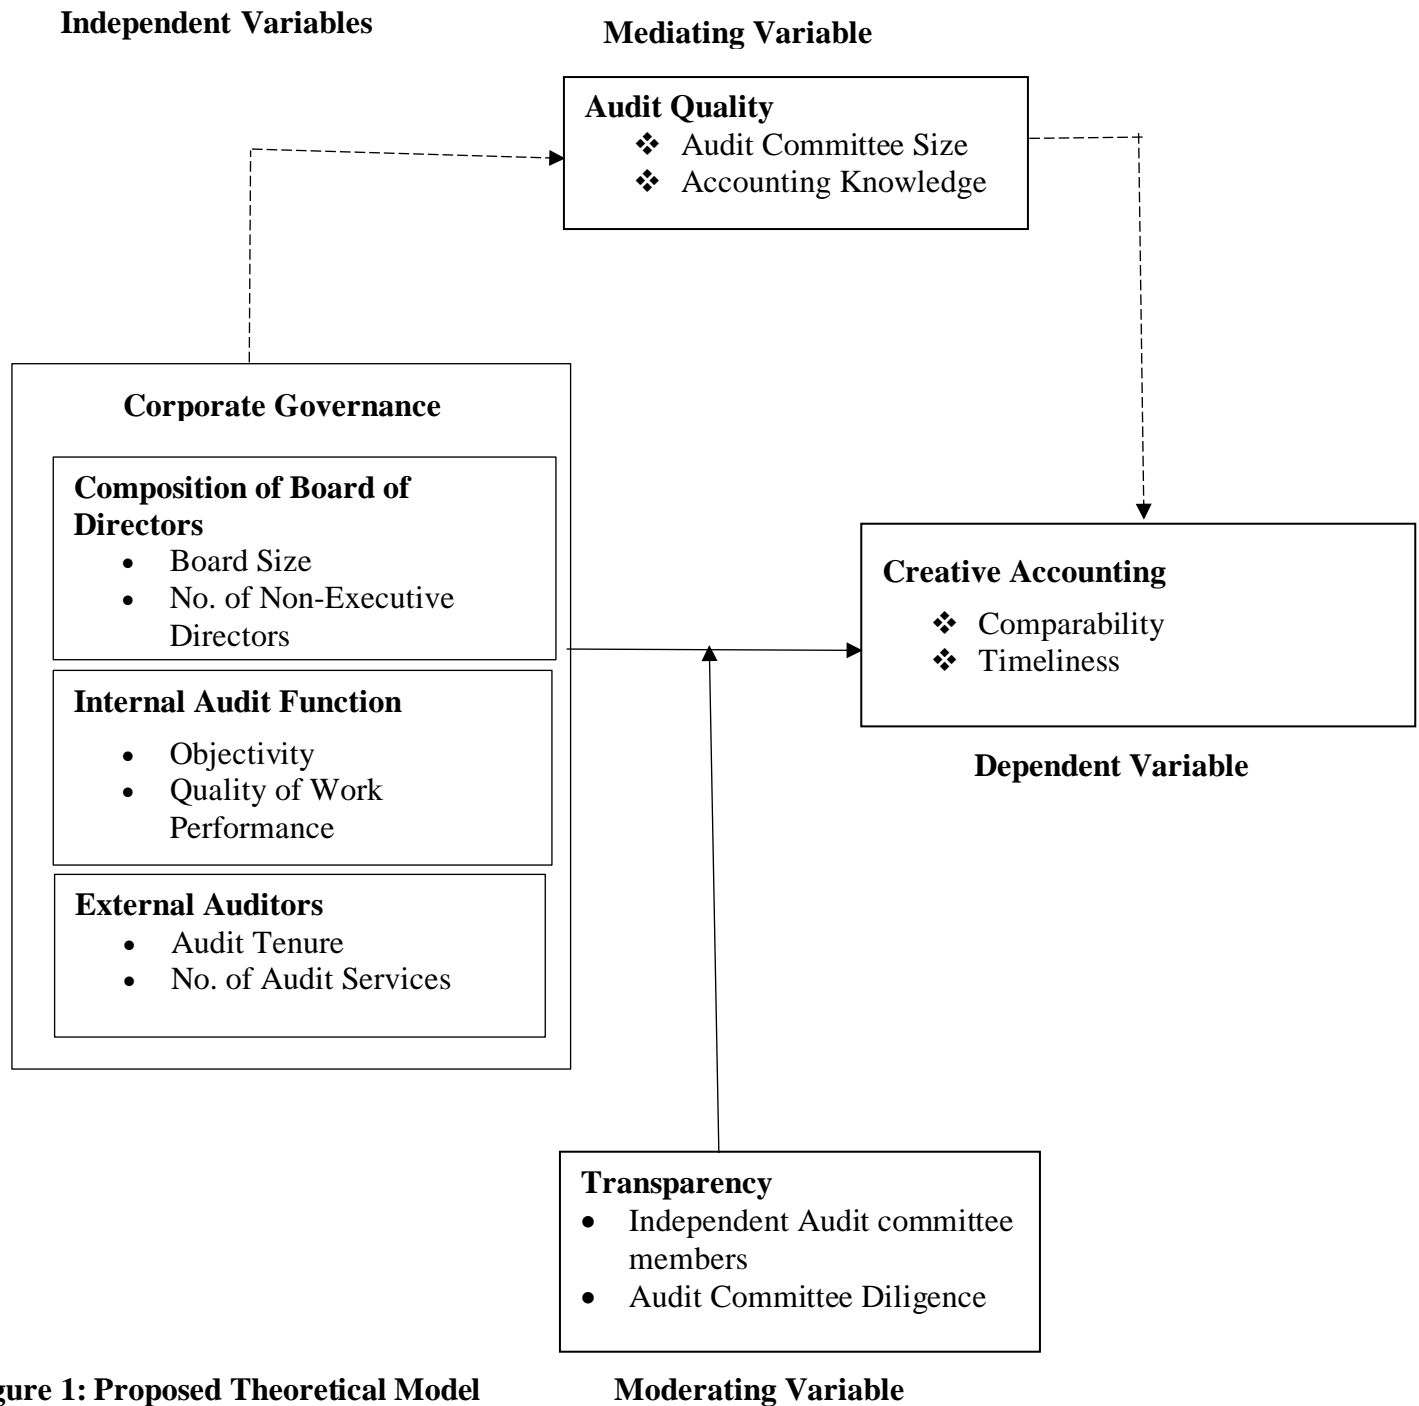 Independent Variables
Mediating Variable
Audit Quality
❖ Audit Committee Size
❖ Accounting Knowledge
Corporate Governance
Composition of Board of
Directors
• Board Size
• No. of Non-Executive
Directors
Internal Audit Function
• Objectivity
• Quality of Work
Performance
External Auditors
• Audit Tenure
• No. of Audit Services
Creative Accounting
❖ Comparability
❖ Timeliness
Dependent Variable
Transparency
• Independent Audit committee
members
• Audit Committee Diligence
gure 1: Proposed Theoretical Model
Moderating Variable